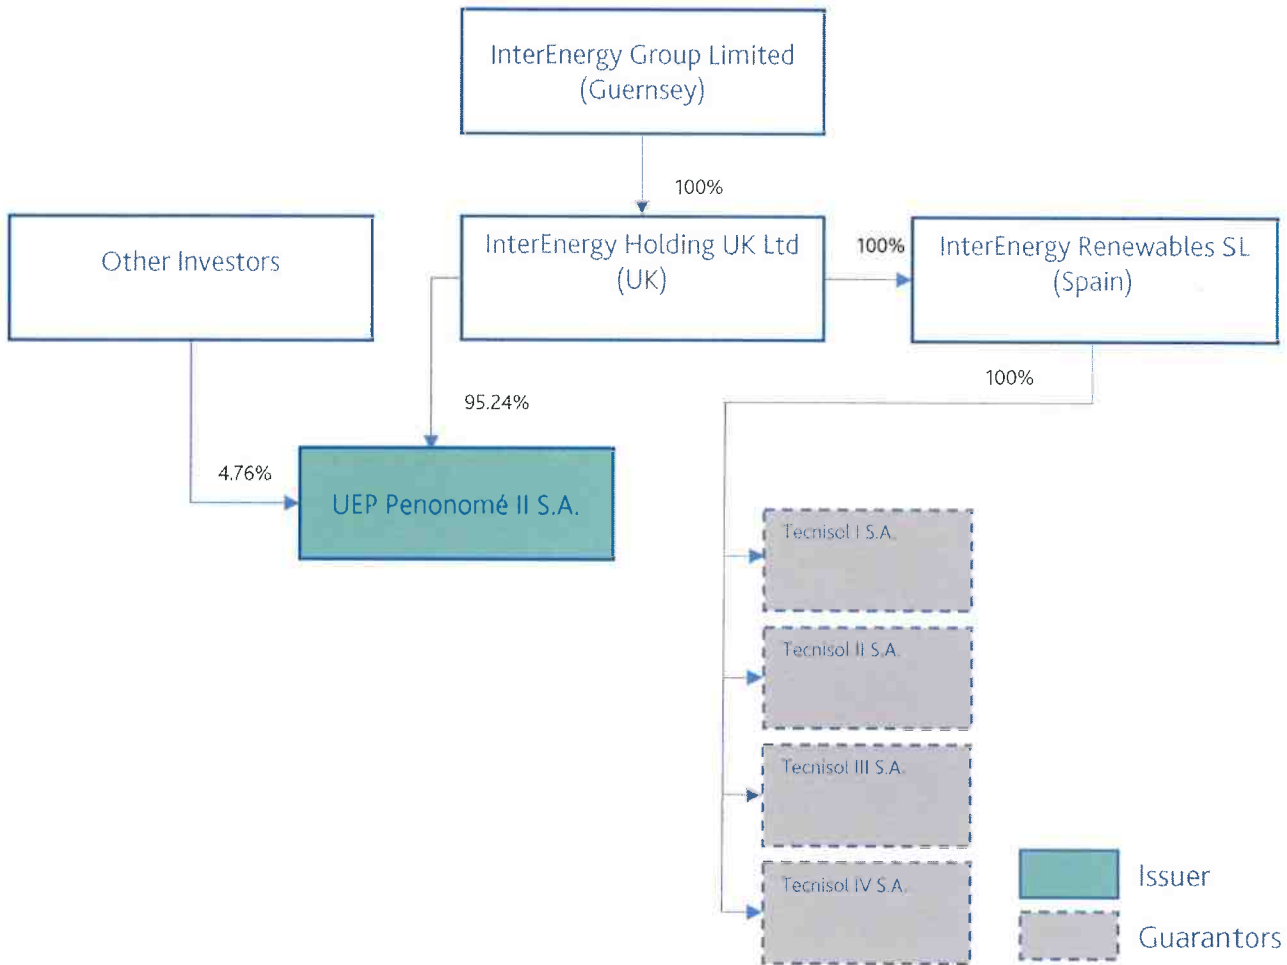 InterEnergy Group Limited
(Guernsey)
100%
Other Investors
InterEnergy Holding UK Ltd
(UK)
100%
InterEnergy Renewables SL
(Spain)
100%
95.24%
4.76%
UEP Penonomé II S.A.
Tecnisol I S.A.
Tecnisol II S.A.
Tecnisol III S.A.
Tecnisol IV S.A.
Issuer
Guarantors